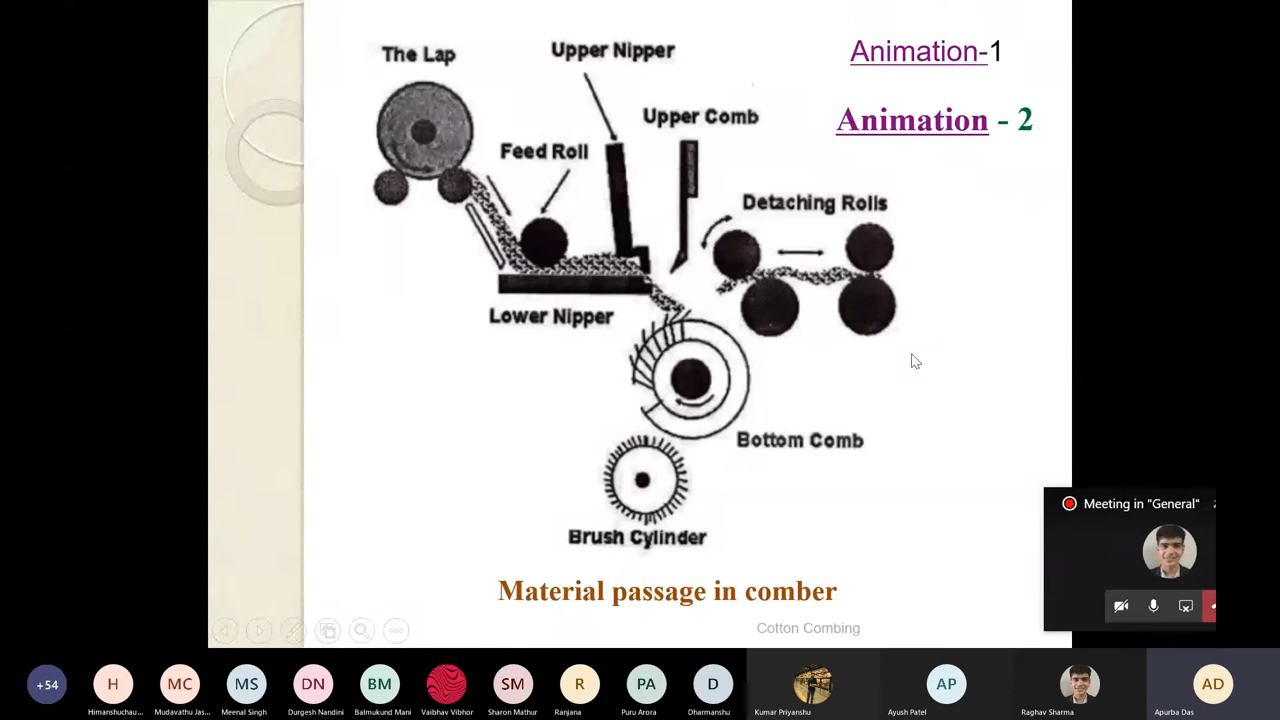 The Lap
Upper Nipper
Animation-1
Upper Comb
Animation - 2
Feed Roll
Detaching Rolls
Lower Nipper
Bottom Comb
Brush Cylinder
Meeting in "General"
Material passage in comber
Cotton Combing
+54
H
MC
MS
DN
BM
SM
R
PA
D
AP
AD
Himanshuchau...
Mudavathu Jas...
Meenal Singh
Durgesh Nandini
Balmukund Mani
Vaibhav Vibhor
Sharon Mathur
Ranjana
Puru Arora
Dharmanshu
Kumar Priyanshu
Ayush Patel
Raghav Sharma
Apurba Das